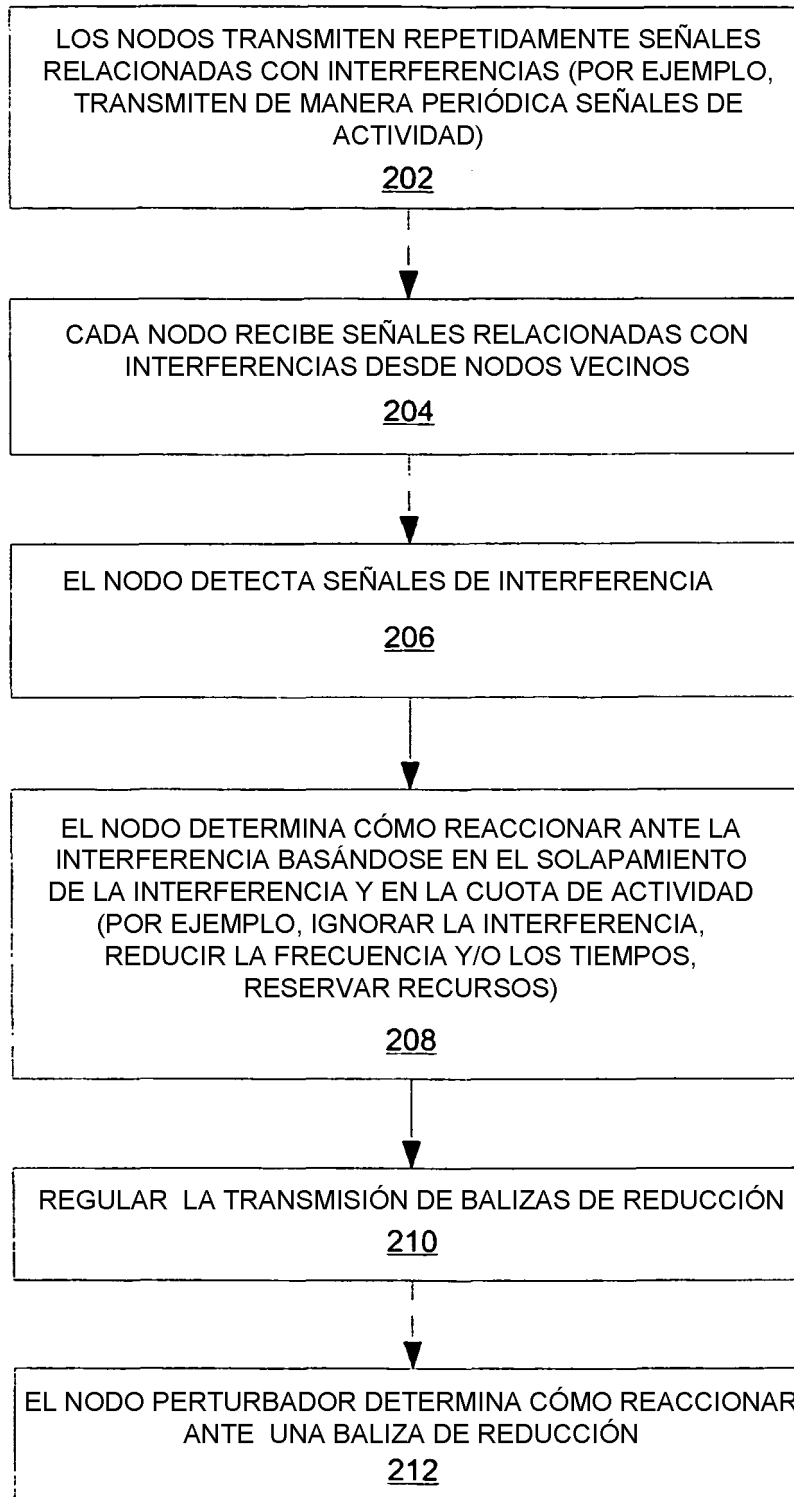 LOS NODOS TRANSMITEN REPETIDAMENTE SEÑALES
RELACIONADAS CON INTERFERENCIAS (POR EJEMPLO,
TRANSMITEN DE MANERA PERIÓDICA SEÑALES DE
ACTIVIDAD)
202
CADA NODO RECIBE SEÑALES RELACIONADAS CON
INTERFERENCIAS DESDE NODOS VECINOS
204
EL NODO DETECTA SEÑALES DE INTERFERENCIA
206
EL NODO DETERMINA CÓMO REACCIONAR ANTE LA
INTERFERENCIA BASÁNDOSE EN EL SOLAPAMIENTO
DE LA INTERFERENCIA Y EN LA CUOTA DE ACTIVIDAD
(POR EJEMPLO, IGNORAR LA INTERFERENCIA,
REDUCIR LA FRECUENCIA Y/O LOS TIEMPOS,
RESERVAR RECURSOS)
208
REGULAR LA TRANSMISIÓN DE BALIZAS DE REDUCCIÓN
210
EL NODO PERTURBADOR DETERMINA CÓMO REACCIONAR
ANTE UNA BALIZA DE REDUCCIÓN
212